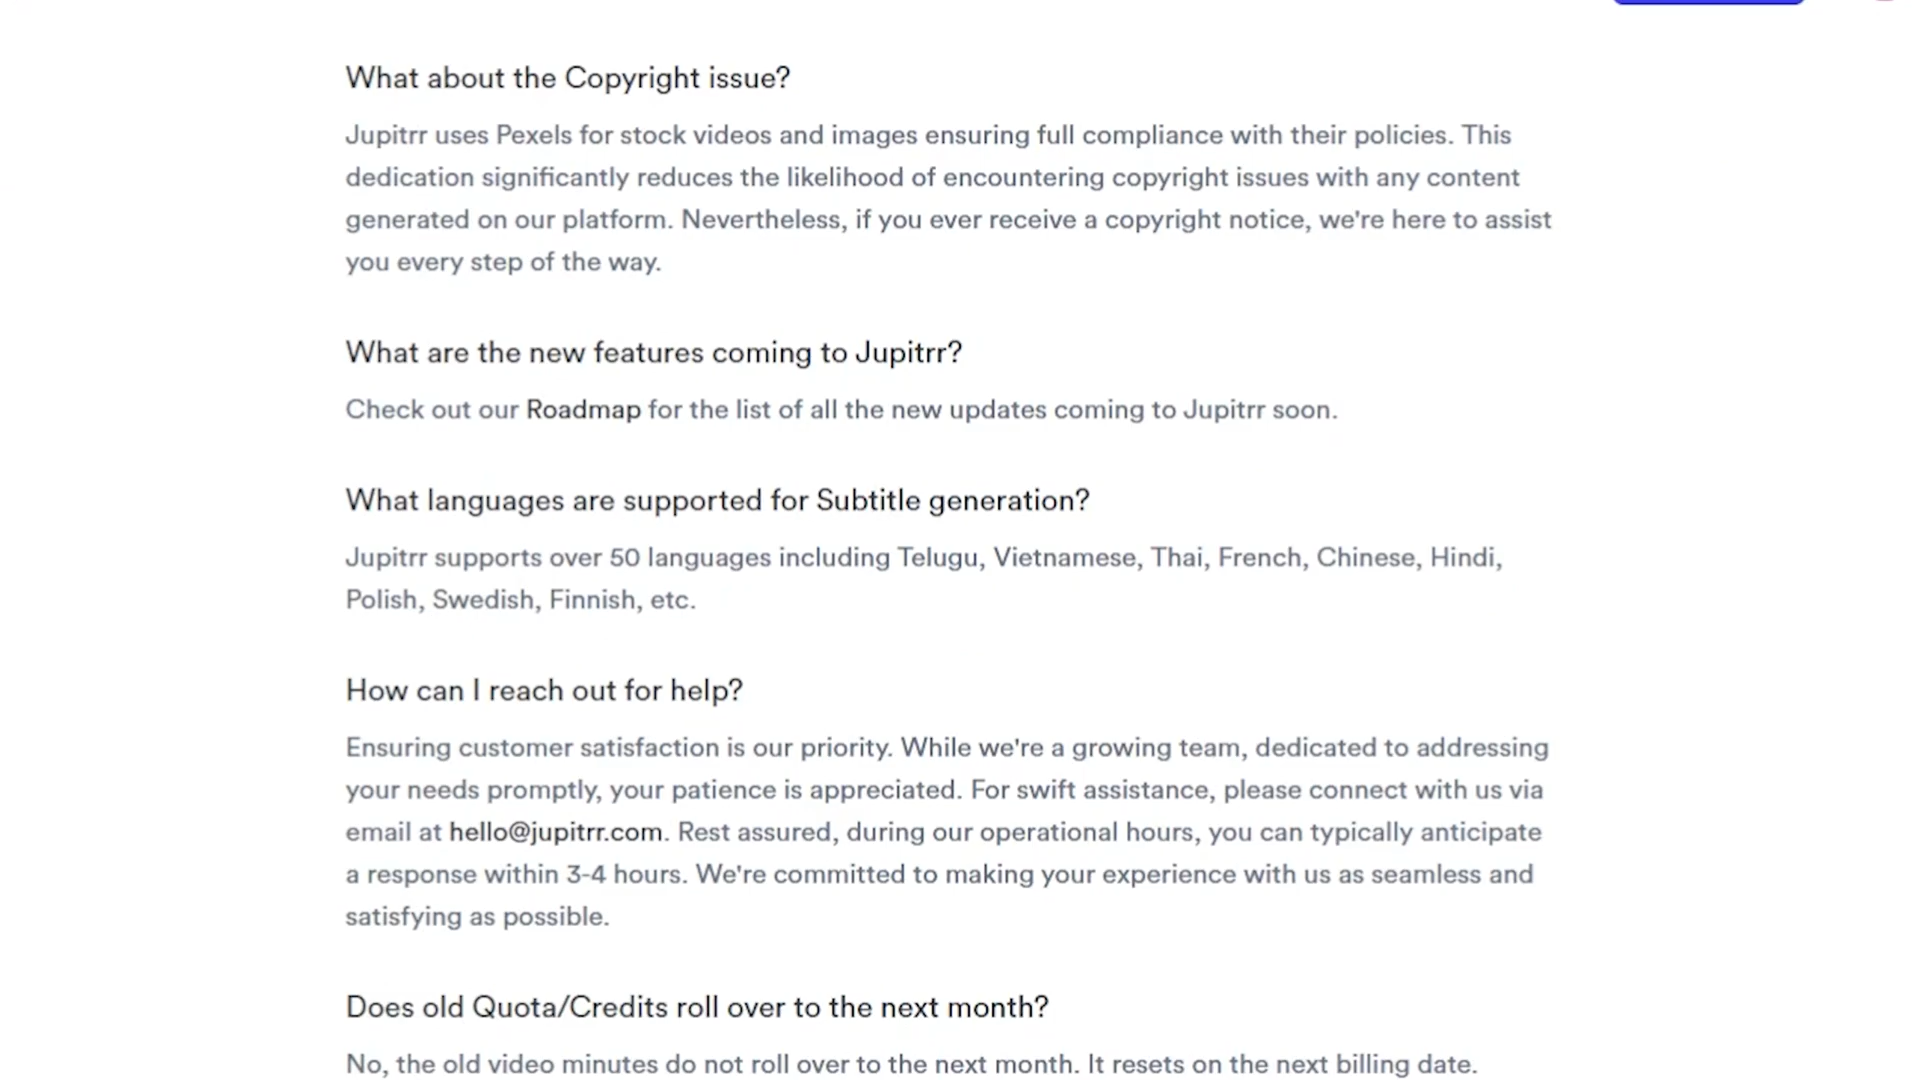 What about the Copyright issue?
Jupitrr uses Pexels for stock videos and images ensuring full compliance with their policies. This
dedication significantly reduces the likelihood of encountering copyright issues with any content
generated on our platform. Nevertheless, if you ever receive a copyright notice, we're here to assist
you every step of the way.
What are the new features coming to Jupitrr?
Check out our Roadmap for the list of all the new updates coming to Jupitrr soon.
What languages are supported for Subtitle generation?
Jupitrr supports over 50 languages including Telugu, Vietnamese, Thai, French, Chinese, Hindi,
Polish, Swedish, Finnish, etc.
How can I reach out for help?
Ensuring customer satisfaction is our priority. While we're a growing team, dedicated to addressing
your needs promptly, your patience is appreciated. For swift assistance, please connect with us via
email at hello@jupitrr.com. Rest assured, during our operational hours, you can typically anticipate
a response within 3-4 hours. We're committed to making your experience with us as seamless and
satisfying as possible.
Does old Quota/Credits roll over to the next month?
No, the old video minutes do not roll over to the next month. It resets on the next billing date.